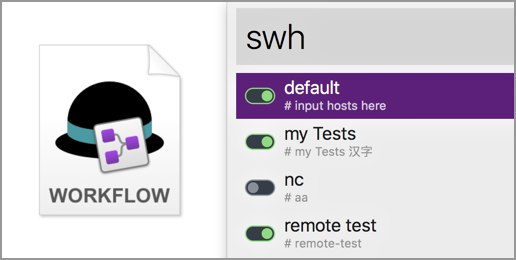 WORKFLOW
swh
default
# input hosts here
my Tests
# my Tests 汉字
nc
# aa
remote test
# remote-test